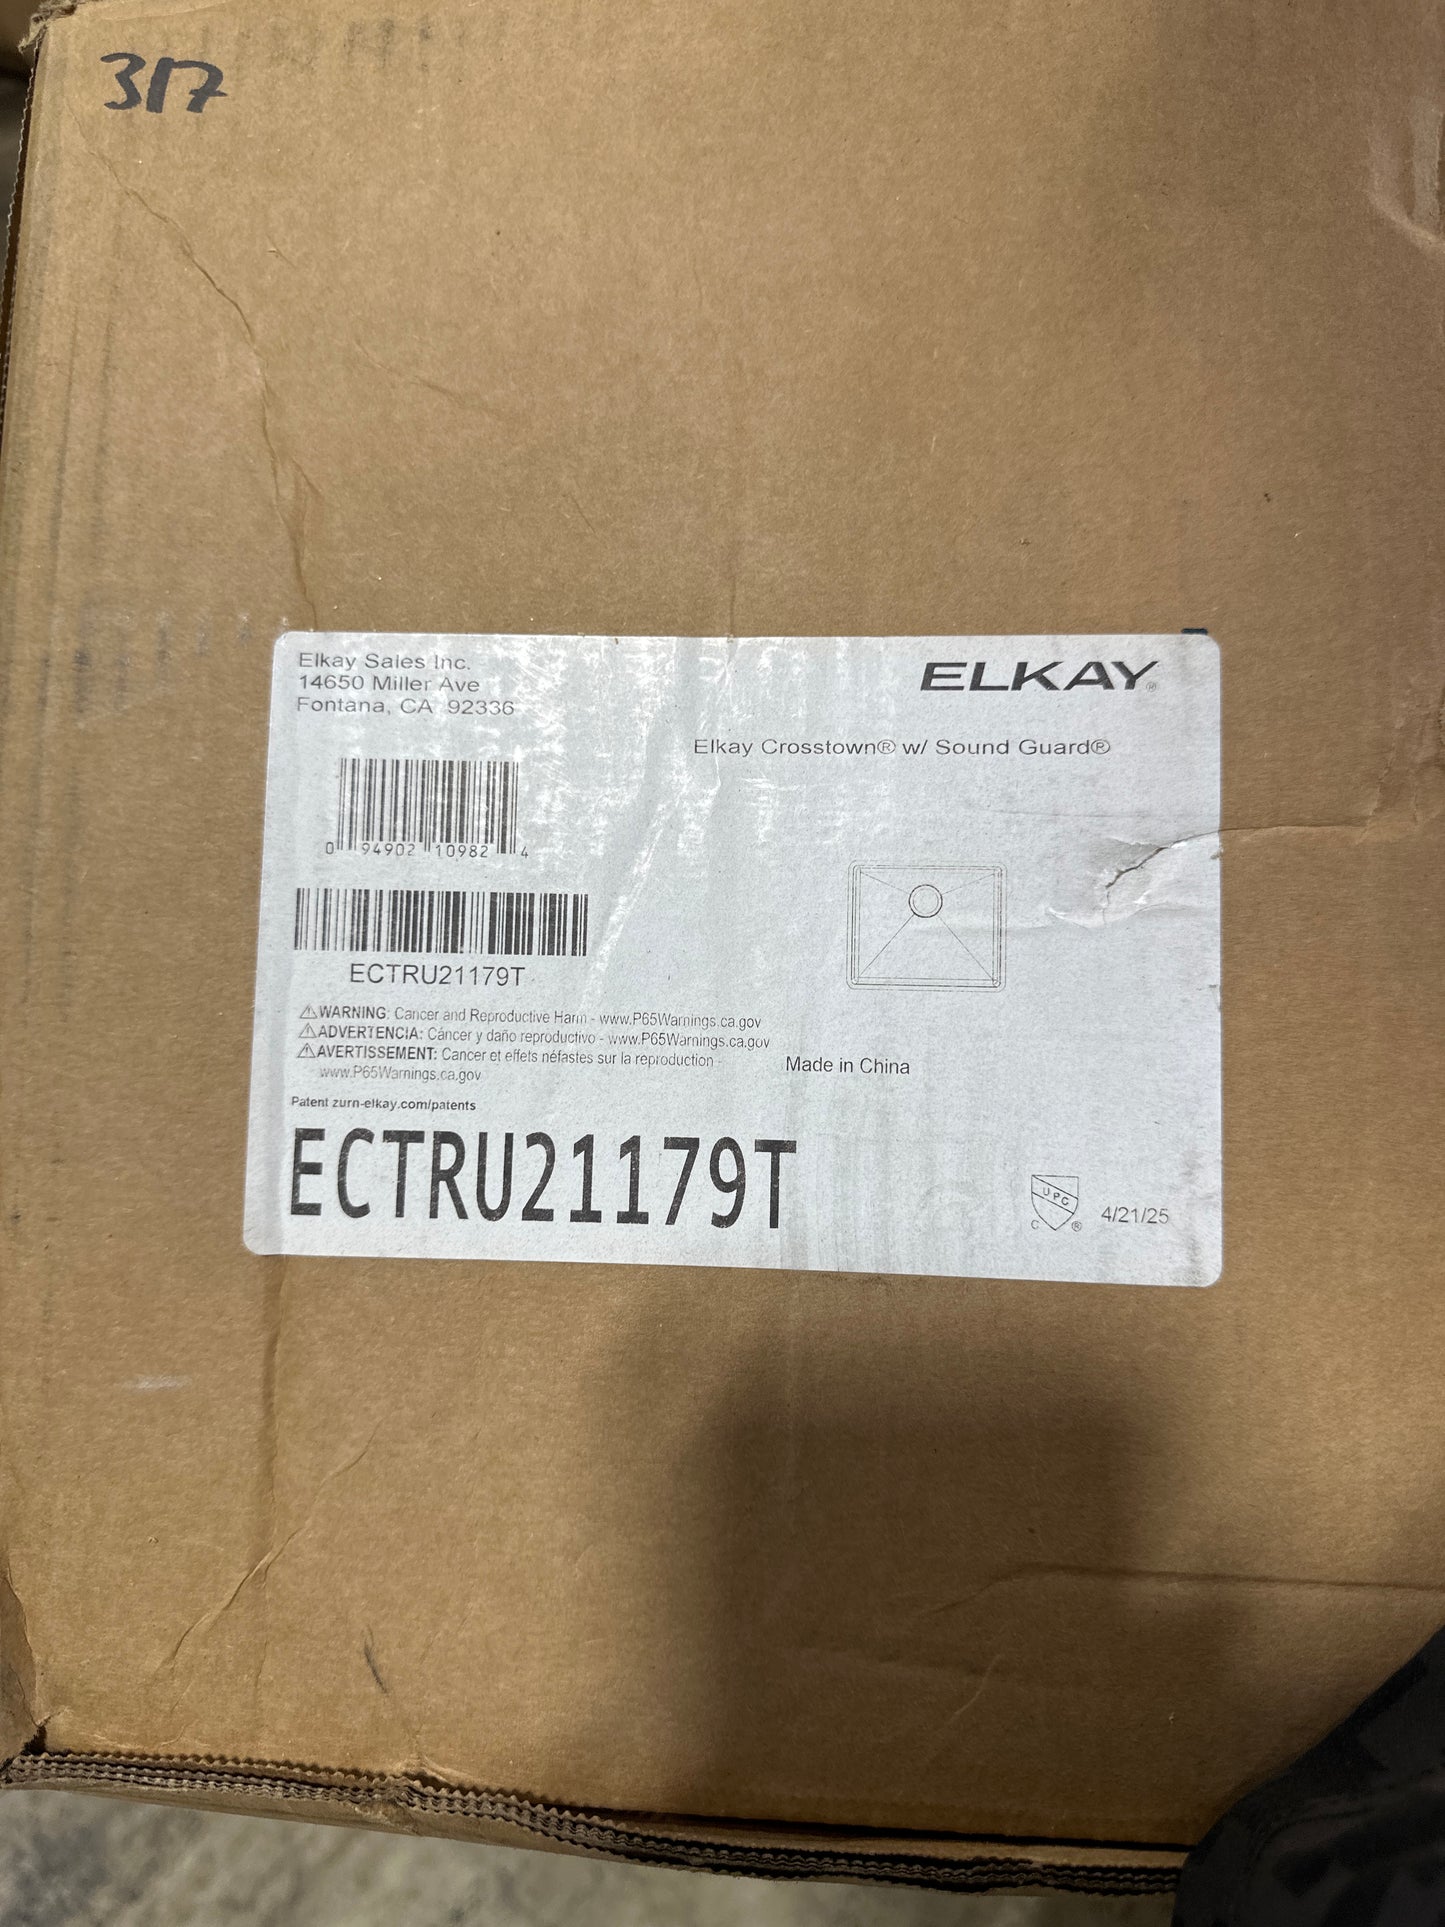 317
Elkay Sales Inc.
14650 Miller Ave
Fontana, CA 92336
ELKAY®
Elkay Crosstown® w/ Sound Guard®
0 94902 10982 4
ECTRU21179T
⚠WARNING: Cancer and Reproductive Harm - www.P65Warnings.ca.gov
⚠ADVERTENCIA: Cáncer y daño reproductivo - www.P65Warnings.ca.gov
⚠AVERTISSEMENT: Cancer et effets néfastes sur la reproduction -
www.P65Warnings.ca.gov
Made in China
Patent zurn-elkay.com/patents
ECTRU21179T
UPC
C ®
4/21/25